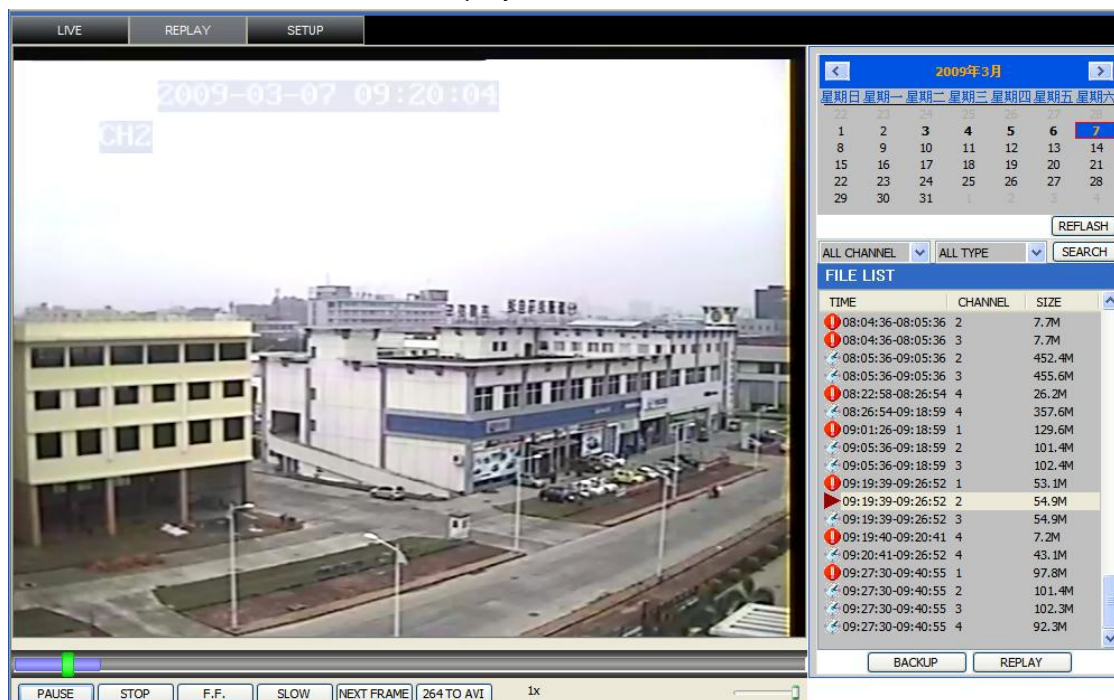 LIVE REPLAY SETUP
2009-03-07 09:20:04
CH2
2009年3月
星期日 星期一 星期二 星期三 星期四 星期五 星期六
22 23 24 25 26 27 28
1 2 3 4 5 6 7
8 9 10 11 12 13 14
15 16 17 18 19 20 21
22 23 24 25 26 27 28
29 30 31 1 2 3 4
REFLASH
ALL CHANNEL ALL TYPE SEARCH
FILE LIST
TIME CHANNEL SIZE
08:04:36-08:05:36 2 7.7M
08:04:36-08:05:36 3 7.7M
08:05:36-09:05:36 2 452.4M
08:05:36-09:05:36 3 455.6M
08:22:58-08:26:54 4 26.2M
08:26:54-09:18:59 4 357.6M
09:01:26-09:18:59 1 129.6M
09:05:36-09:18:59 2 101.4M
09:05:36-09:18:59 3 102.4M
09:19:39-09:26:52 1 53.1M
09:19:39-09:26:52 2 54.9M
09:19:39-09:26:52 3 54.9M
09:19:40-09:20:41 4 7.2M
09:20:41-09:26:52 4 43.1M
09:27:30-09:40:55 1 97.8M
09:27:30-09:40:55 2 101.4M
09:27:30-09:40:55 3 102.3M
09:27:30-09:40:55 4 92.3M
BACKUP REPLAY
PAUSE STOP F.F. SLOW NEXT FRAME 264 TO AVI 1x